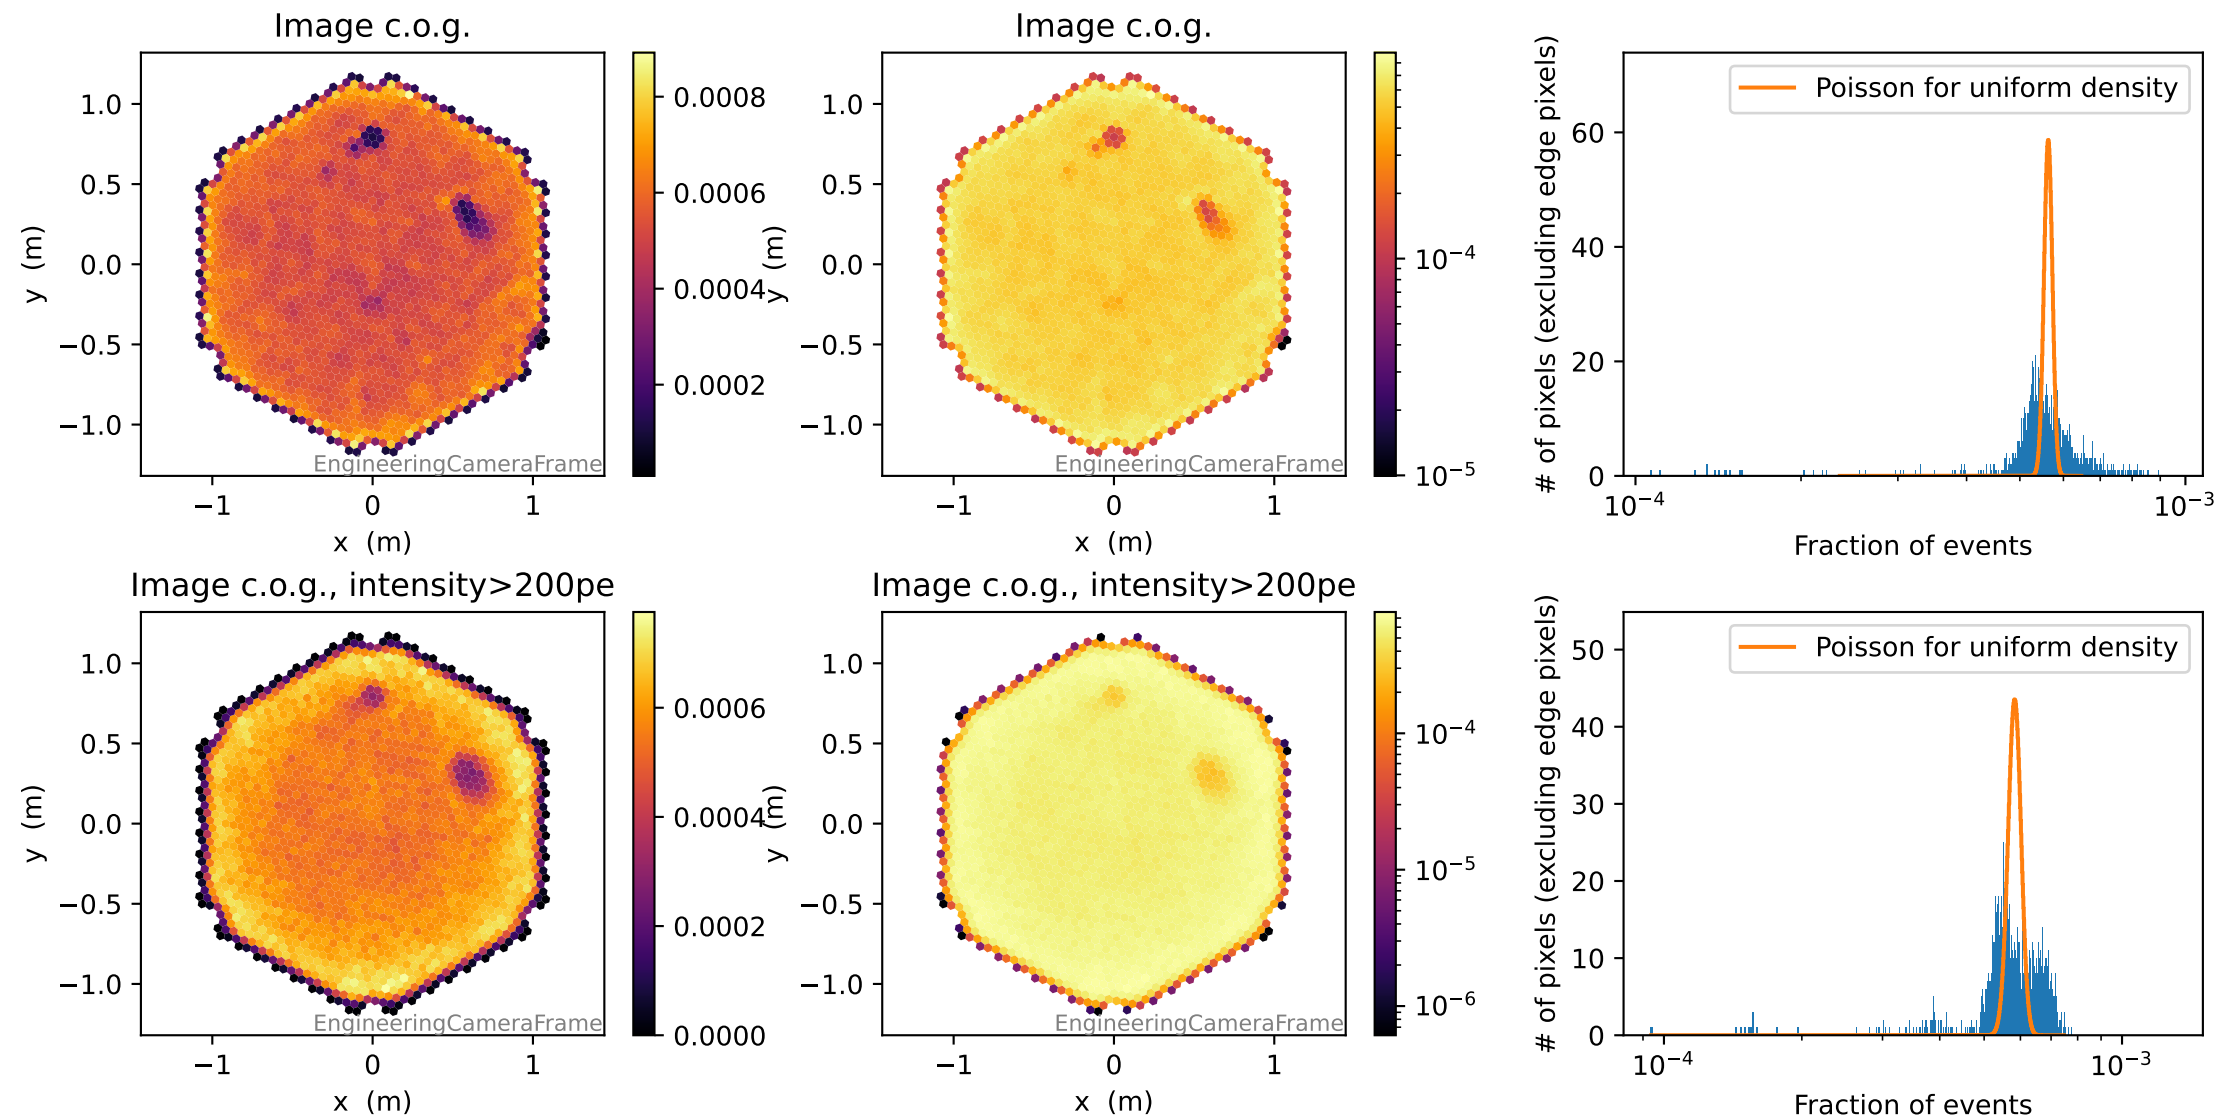 Image c.o.g.
1.0
0.5
0.0
−0.5
−1.0
y (m)
−1
0
1
x (m)
EngineeringCameraFrame
0.0008
0.0006
0.0004
0.0002
Image c.o.g.
1.0
0.5
0.0
−0.5
−1.0
y (m)
−1
0
1
x (m)
EngineeringCameraFrame
10⁻⁴
10⁻⁵
Poisson for uniform density
60
40
20
0
# of pixels (excluding edge pixels)
10⁻⁴
10⁻³
Fraction of events
Image c.o.g., intensity>200pe
1.0
0.5
0.0
−0.5
−1.0
y (m)
−1
0
1
x (m)
EngineeringCameraFrame
0.0006
0.0004
0.0002
0.0000
Image c.o.g., intensity>200pe
1.0
0.5
0.0
−0.5
−1.0
y (m)
−1
0
1
x (m)
EngineeringCameraFrame
10⁻⁴
10⁻⁵
10⁻⁶
Poisson for uniform density
50
40
30
20
10
0
# of pixels (excluding edge pixels)
10⁻⁴
10⁻³
Fraction of events